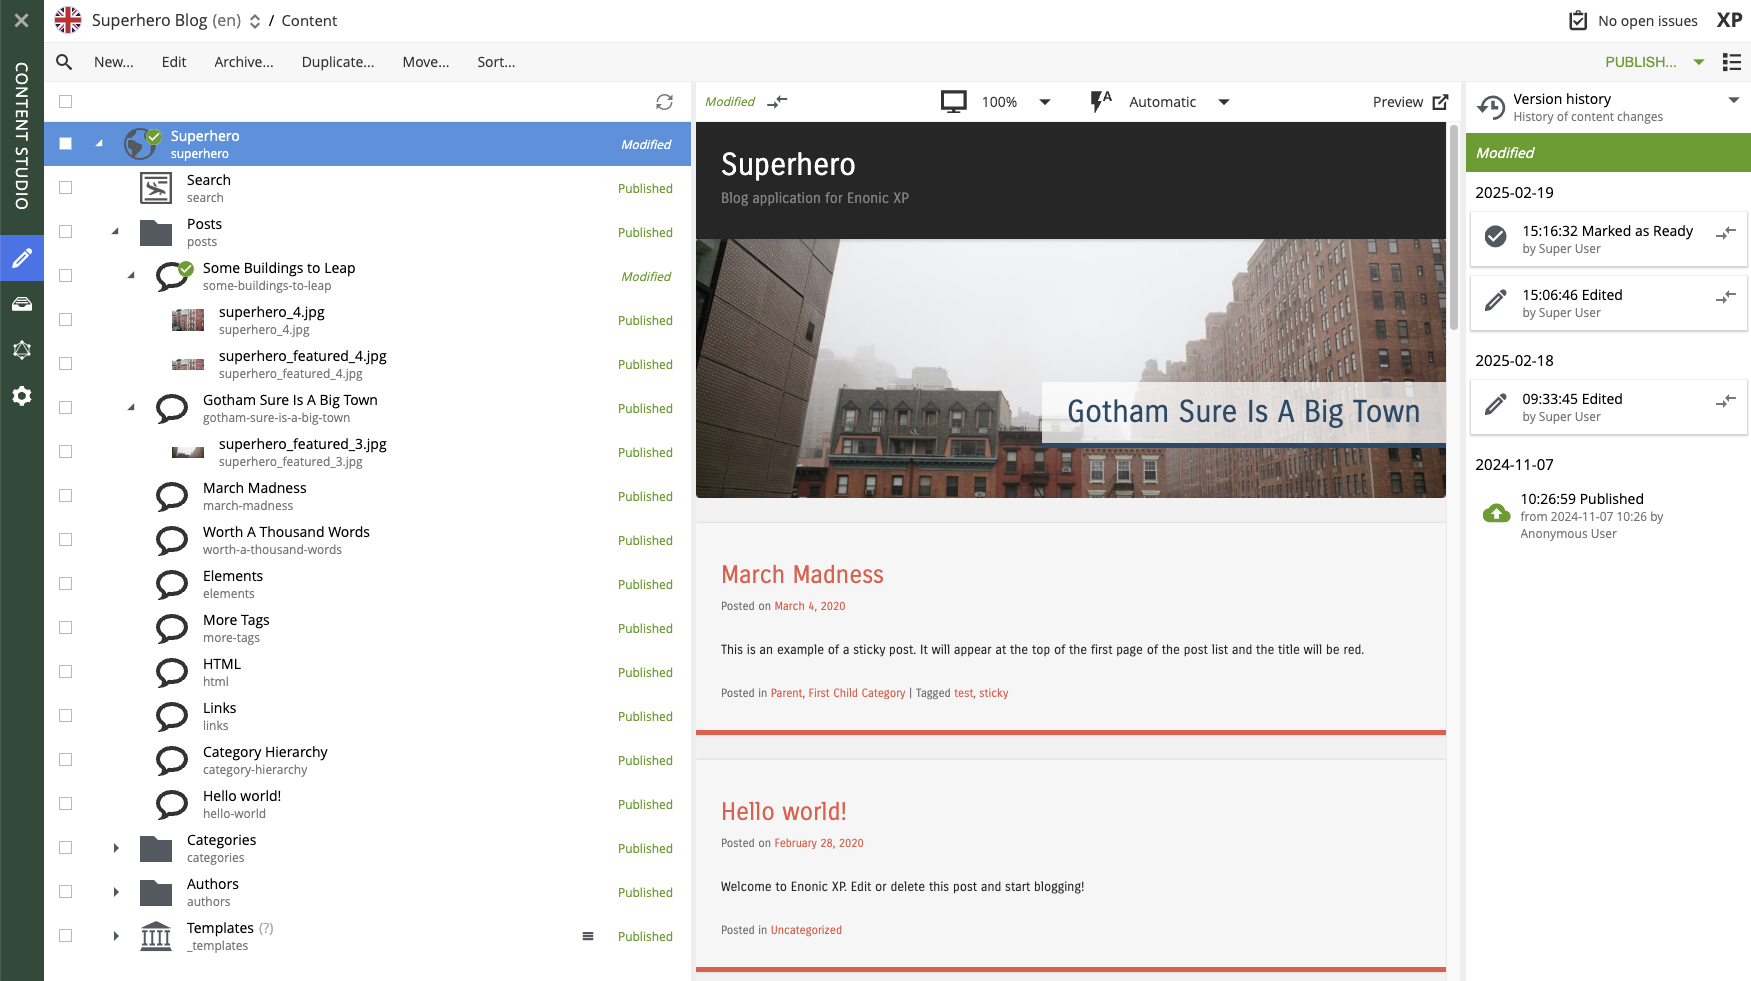 Superhero Blog (en) / Content
No open issues
XP
CONTENT STUDIO
New...
Edit
Archive...
Duplicate...
Move...
Sort...
PUBLISH...
Superhero
superhero
Modified
Search
search
Published
Posts
posts
Published
Some Buildings to Leap
some-buildings-to-leap
Modified
superhero_4.jpg
superhero_4.jpg
Published
superhero_featured_4.jpg
superhero_featured_4.jpg
Published
Gotham Sure Is A Big Town
gotham-sure-is-a-big-town
Published
superhero_featured_3.jpg
superhero_featured_3.jpg
Published
March Madness
march-madness
Published
Worth A Thousand Words
worth-a-thousand-words
Published
Elements
elements
Published
More Tags
more-tags
Published
HTML
html
Published
Links
links
Published
Category Hierarchy
category-hierarchy
Published
Hello world!
hello-world
Published
Categories
categories
Published
Authors
authors
Published
Templates (?)
_templates
Published
Modified
100%
A
Automatic
Preview
Superhero
Blog application for Enonic XP
Gotham Sure Is A Big Town
March Madness
Posted on March 4, 2020
This is an example of a sticky post. It will appear at the top of the first page of the post list and the title will be red.
Posted in Parent, First Child Category | Tagged test, sticky
Hello world!
Posted on February 28, 2020
Welcome to Enonic XP. Edit or delete this post and start blogging!
Posted in Uncategorized
Version history
History of content changes
Modified
2025-02-19
15:16:32 Marked as Ready
by Super User
15:06:46 Edited
by Super User
2025-02-18
09:33:45 Edited
by Super User
2024-11-07
10:26:59 Published
from 2024-11-07 10:26 by
Anonymous User